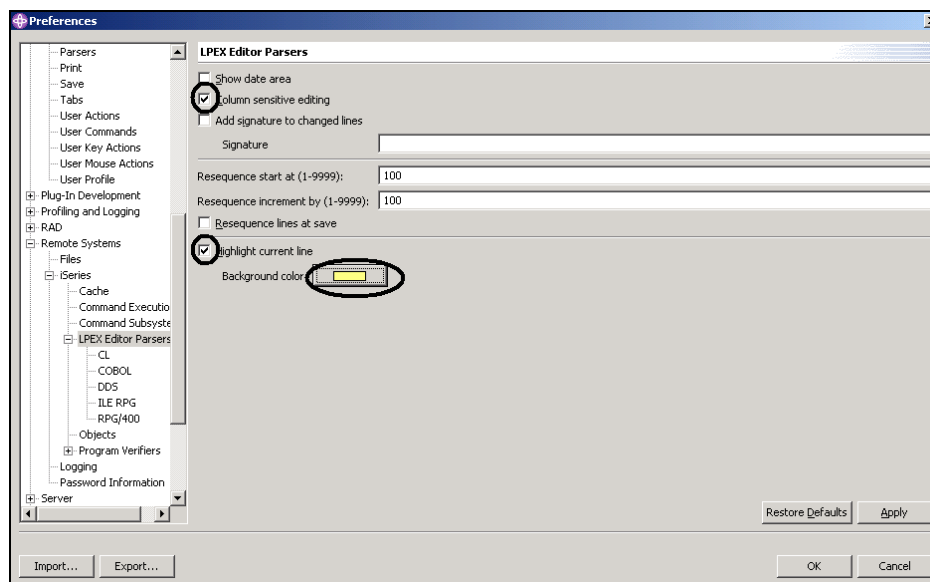 Preferences
Parsers
Print
Save
Tabs
User Actions
User Commands
User Key Actions
User Mouse Actions
User Profile
Plug-In Development
Profiling and Logging
RAD
Remote Systems
Files
iSeries
Cache
Command Executio
Command Subsyste
LPEX Editor Parsers
CL
COBOL
DDS
ILE RPG
RPG/400
Objects
Program Verifiers
Logging
Password Information
Server
LPEX Editor Parsers
Show date area
Column sensitive editing
Add signature to changed lines
Signature
Resequence start at (1-9999): 100
Resequence increment by (1-9999): 100
Resequence lines at save
Highlight current line
Background color:
Restore Defaults Apply
Import... Export... OK Cancel